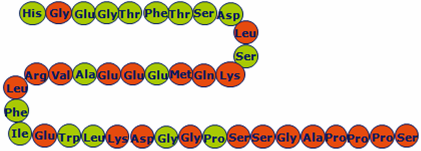 His Gly Glu Gly Thr Phe Thr Ser Asp
Leu
Ser
Arg Val Ala Glu Glu Glu Met Gln Lys
Leu
Phe
Ile Glu Trp Leu Lys Asp Gly Gly Pro Ser Ser Gly Ala Pro Pro Pro Ser